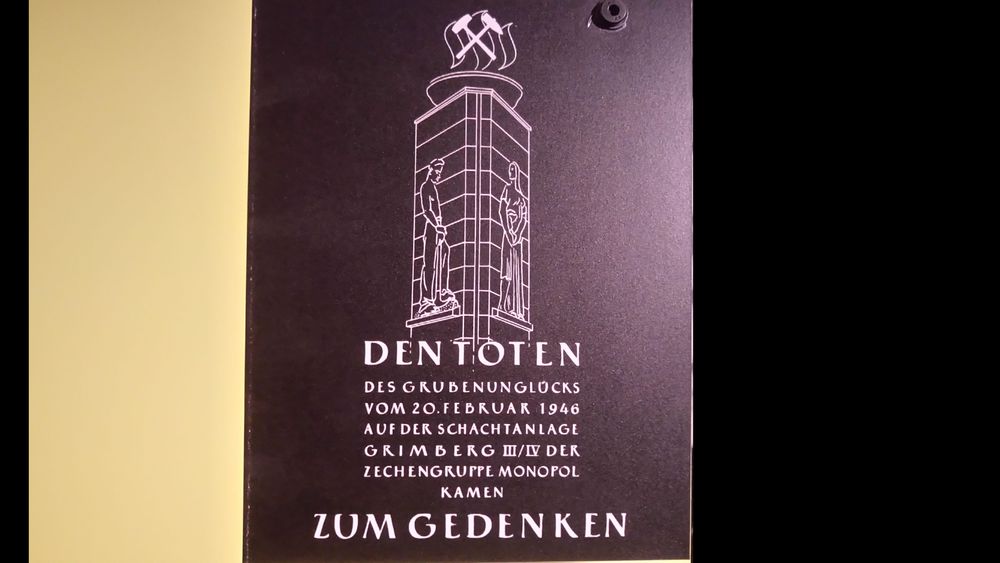 DEN TOTEN
DES GRUBENUNGLÜCKS
VOM 20. FEBRUAR 1946
AUF DER SCHACHTANLAGE
GRIMBERG III/IV DER
ZECHENGRUPPE MONOPOL
KAMEN
ZUM GEDENKEN